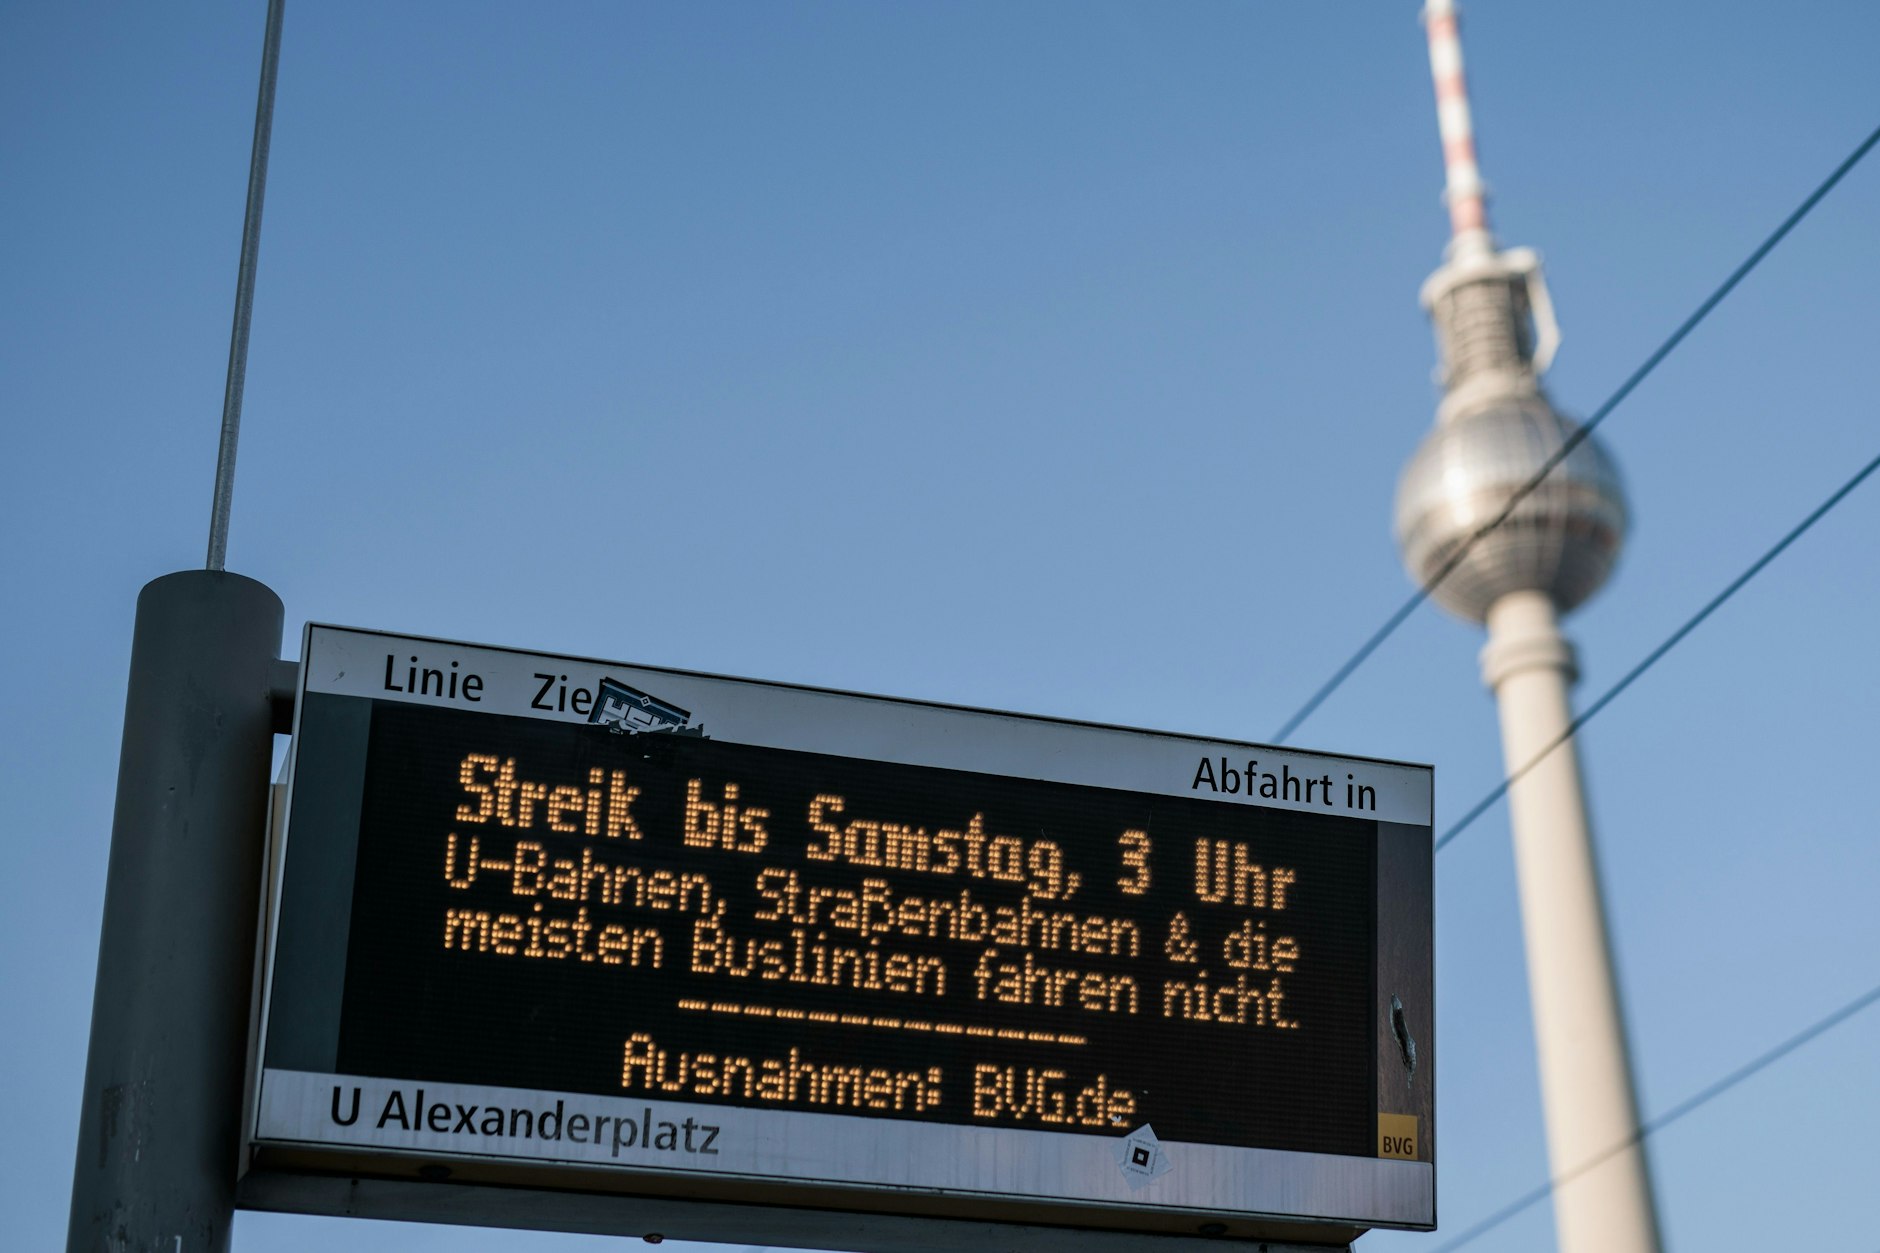 Linie Zie
Abfahrt in
Streik bis Samstag, 3 Uhr
U-Bahnen, Straßenbahnen & die
meisten Buslinien fahren nicht.
Ausnahmen: BVG.de
U Alexanderplatz
BVG